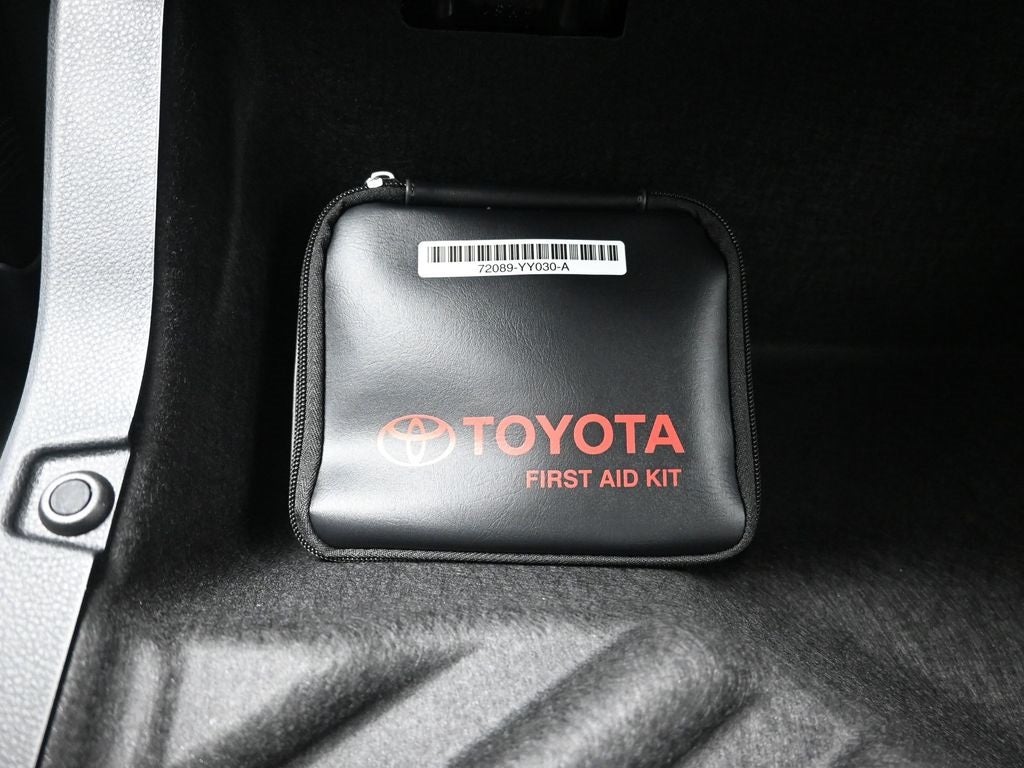 72089-YY030-A
TOYOTA
FIRST AID KIT